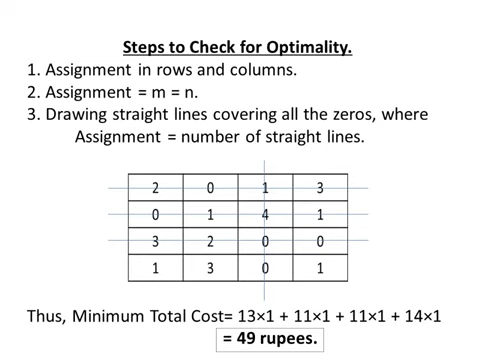 Steps to Check for Optimality.
1. Assignment in rows and columns.
2. Assignment = m = n.
3. Drawing straight lines covering all the zeros, where
Assignment = number of straight lines.
2 0 1 3
0 1 4 1
3 2 0 0
1 3 0 1
Thus, Minimum Total Cost= 13×1 + 11×1 + 11×1 + 14×1
= 49 rupees.